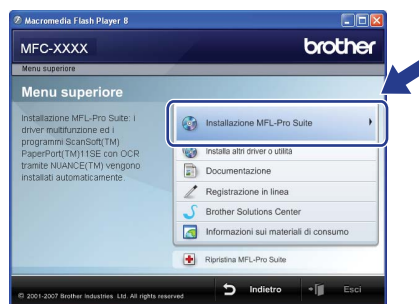 Macromedia Flash Player 8
MFC-XXXX
brother
Menu superiore
Menu superiore
Installazione MFL-Pro Suite: i
driver multifunzione ed i
programmi ScanSoft(TM)
PaperPort(TM)11SE con OCR
tramite NUANCE(TM) vengono
installati automaticamente.
Installazione MFL-Pro Suite
Installa altri driver o utilità
Documentazione
Registrazione in linea
Brother Solutions Center
Informazioni sui materiali di consumo
Ripristina MFL-Pro Suite
© 2001-2007 Brother Industries, Ltd. All rights reserved
Indietro
Esci